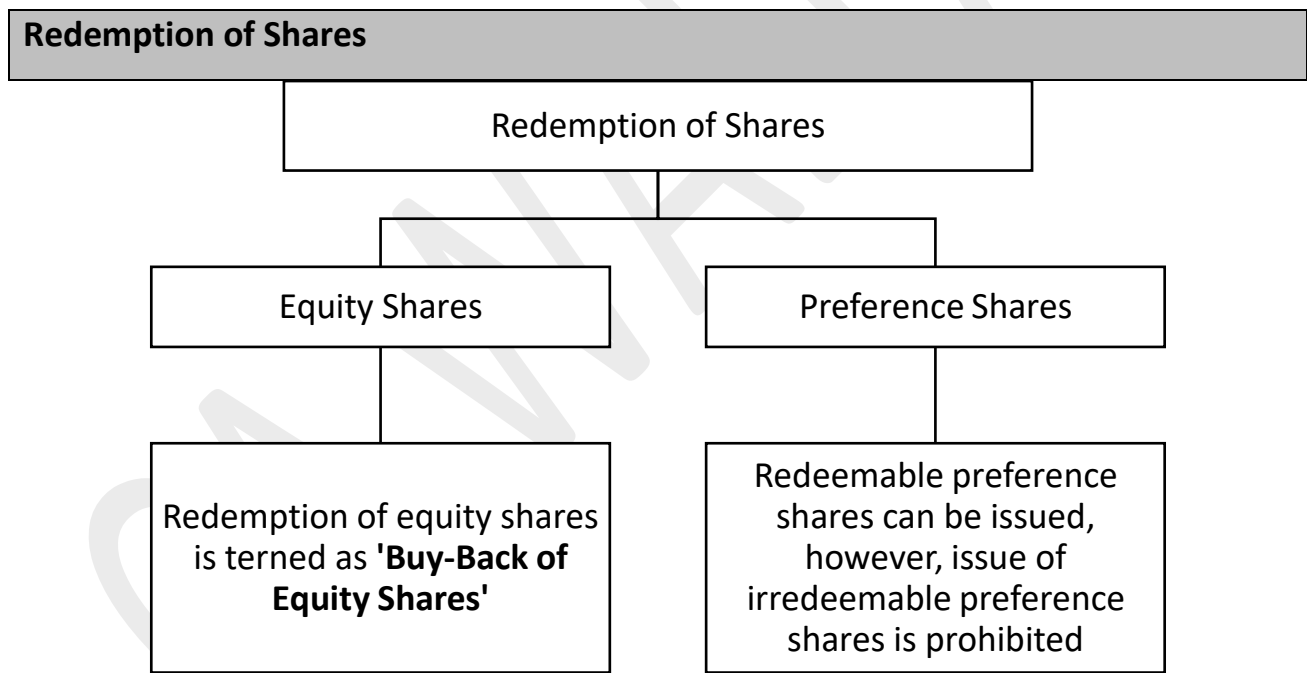 Redemption of Shares
Redemption of Shares
Equity Shares
Preference Shares
Redemption of equity shares
is terned as 'Buy-Back of
Equity Shares'
Redeemable preference
shares can be issued,
however, issue of
irredeemable preference
shares is prohibited